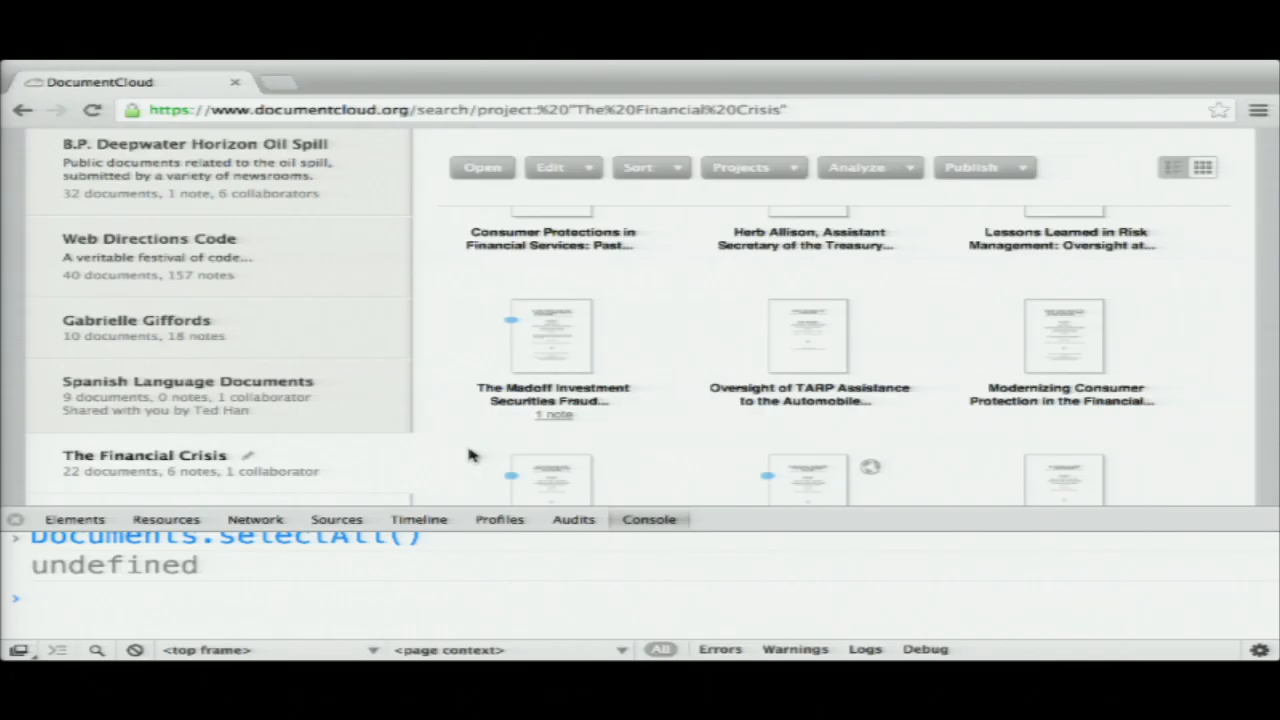 DocumentCloud
https://www.documentcloud.org/search/project:%20"The%20Financial%20Crisis"
B.P. Deepwater Horizon Oil Spill
Public documents related to the oil spill,
submitted by a variety of newsrooms.
32 documents, 1 note, 6 collaborators
Web Directions Code
A veritable festival of code...
40 documents, 157 notes
Gabrielle Giffords
10 documents, 18 notes
Spanish Language Documents
9 documents, 0 notes, 1 collaborator
Shared with you by Ted Han
The Financial Crisis
22 documents, 6 notes, 1 collaborator
Open Edit Sort Projects Analyze Publish
Consumer Protections in
Financial Services: Past...
Herb Allison, Assistant
Secretary of the Treasury...
Lessons Learned in Risk
Management: Oversight at...
The Madoff Investment
Securities Fraud...
1 note
Oversight of TARP Assistance
to the Automobile...
Modernizing Consumer
Protection in the Financial...
Elements Resources Network Sources Timeline Profiles Audits Console
Documents.selectAll()
undefined
<top frame> <page context> All Errors Warnings Logs Debug